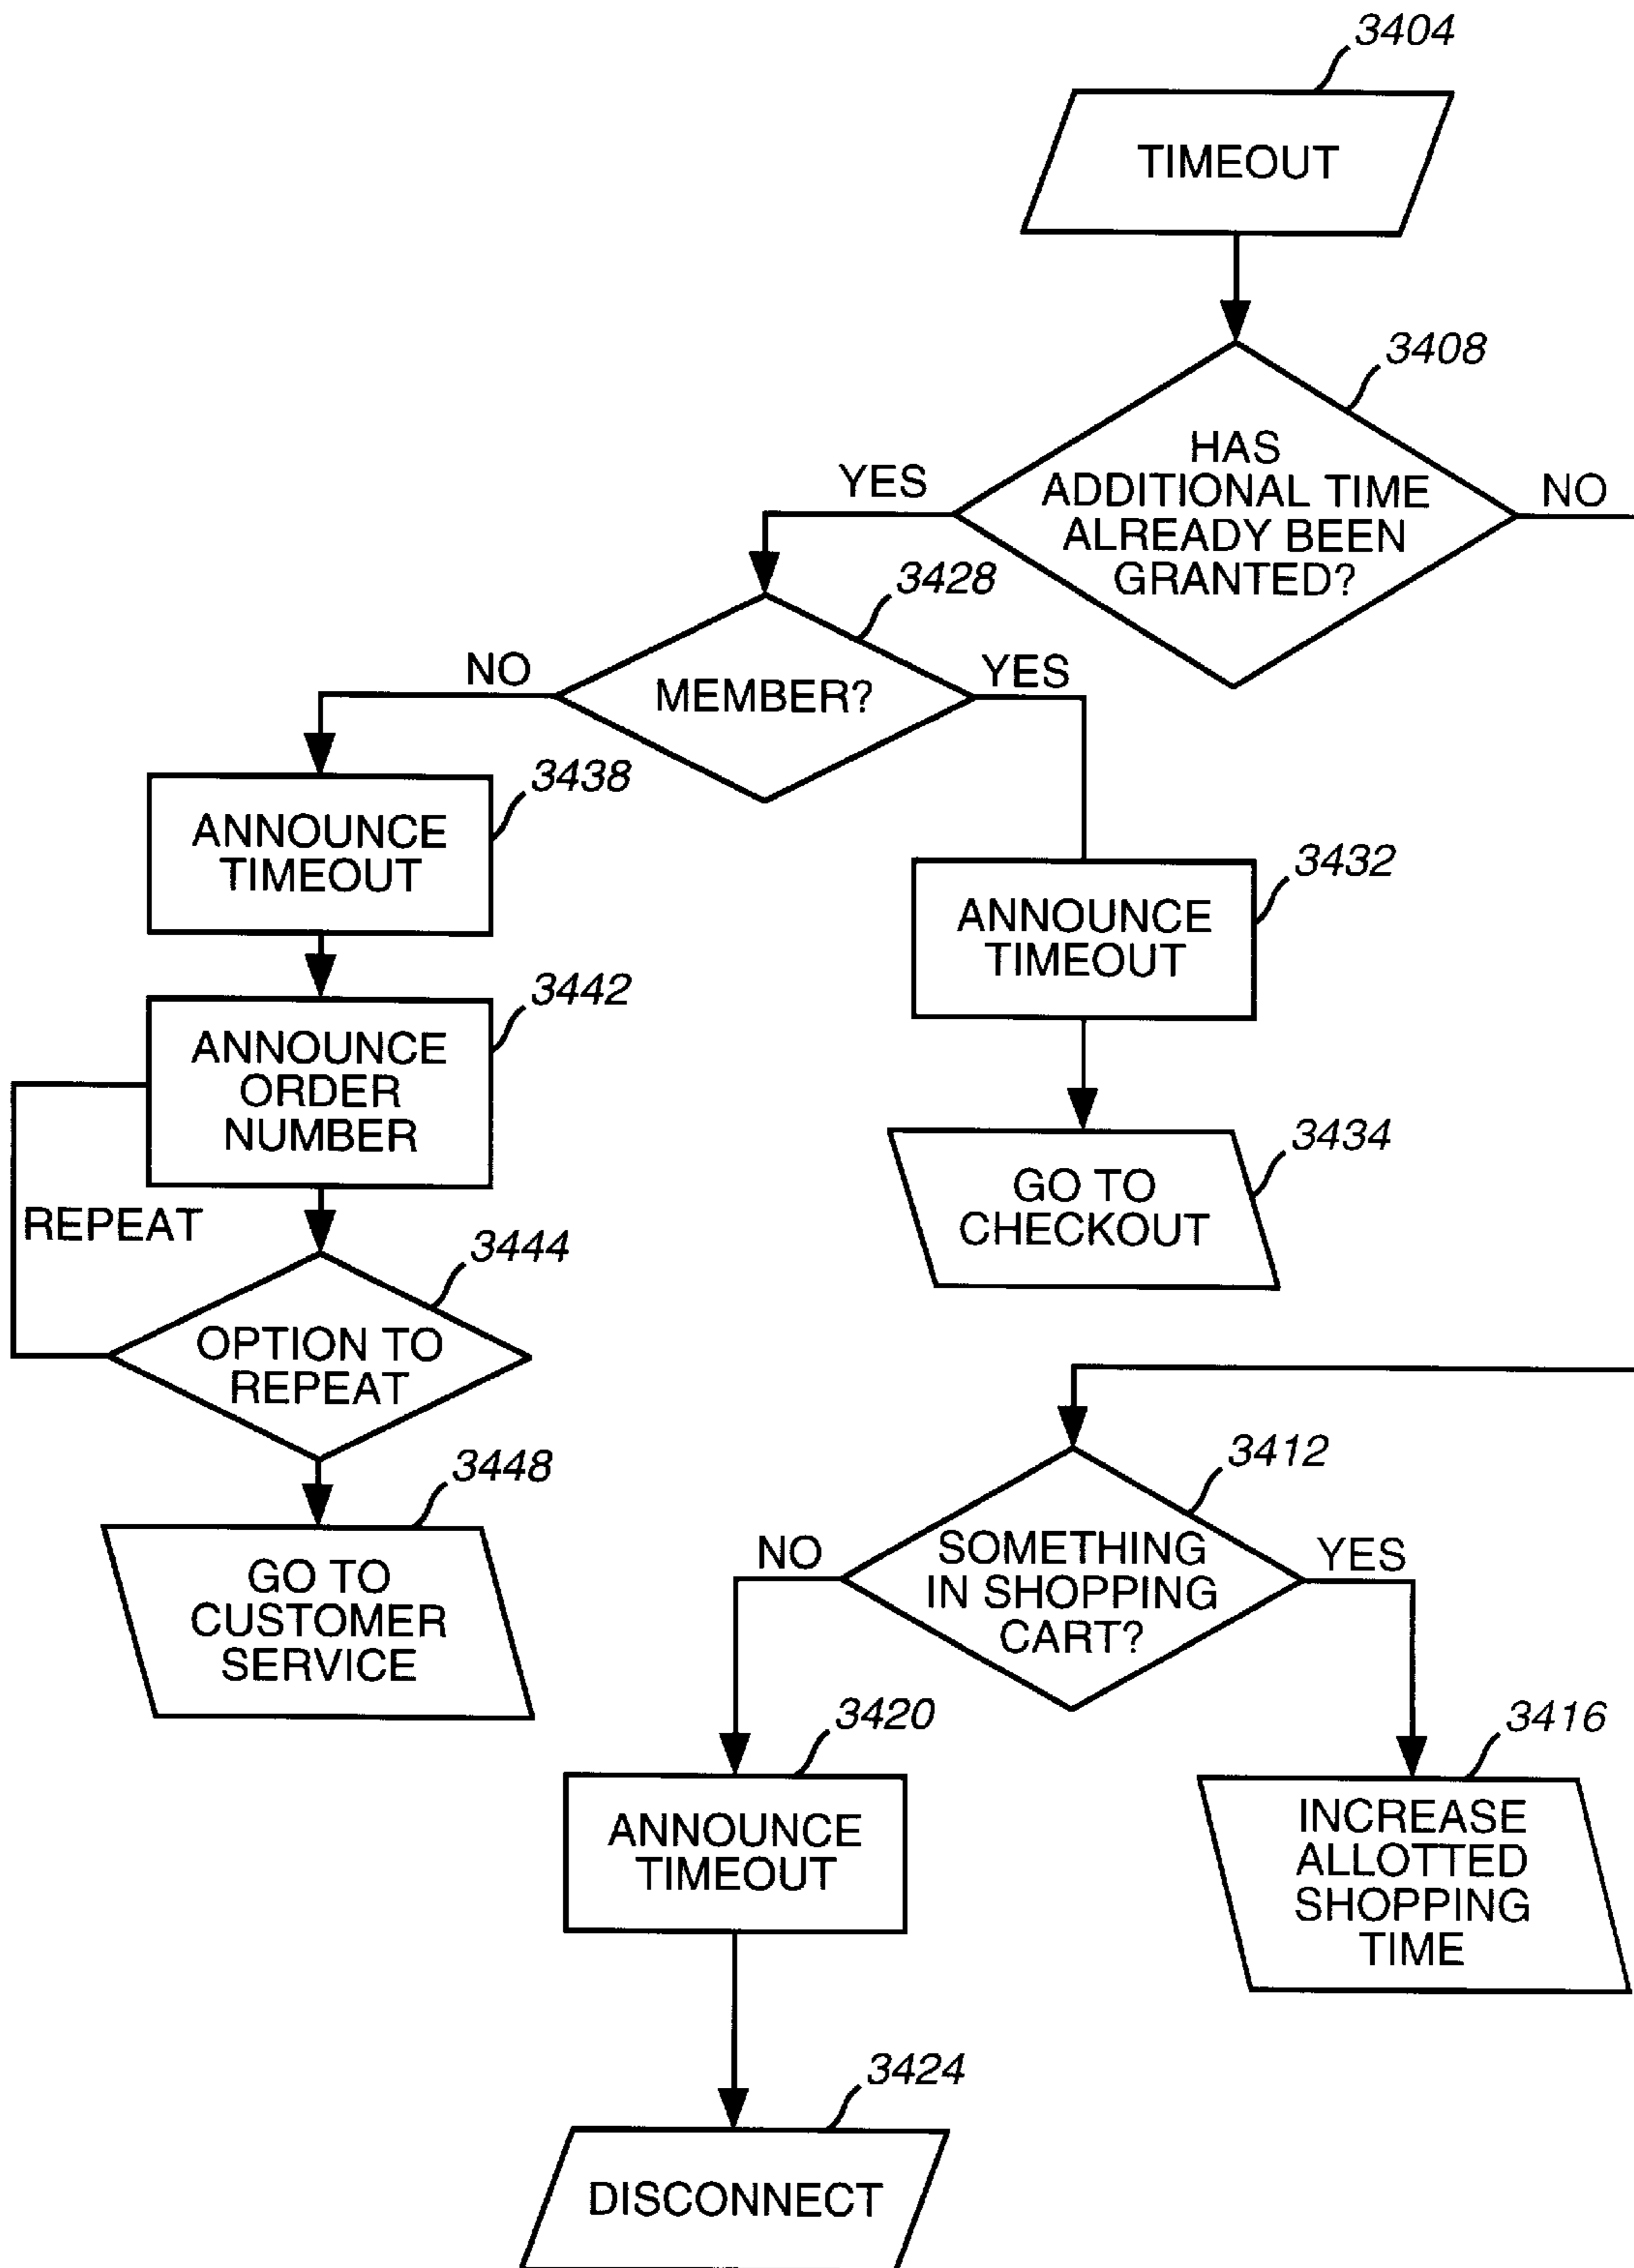 3404
TIMEOUT
3408
HAS
ADDITIONAL TIME
ALREADY BEEN
GRANTED?
YES
NO
3428
MEMBER?
NO
YES
3438
ANNOUNCE
TIMEOUT
3432
ANNOUNCE
TIMEOUT
3442
ANNOUNCE
ORDER
NUMBER
3434
GO TO
CHECKOUT
REPEAT
3444
OPTION TO
REPEAT
3448
GO TO
CUSTOMER
SERVICE
3412
SOMETHING
IN SHOPPING
CART?
NO
YES
3420
ANNOUNCE
TIMEOUT
3416
INCREASE
ALLOTTED
SHOPPING
TIME
3424
DISCONNECT